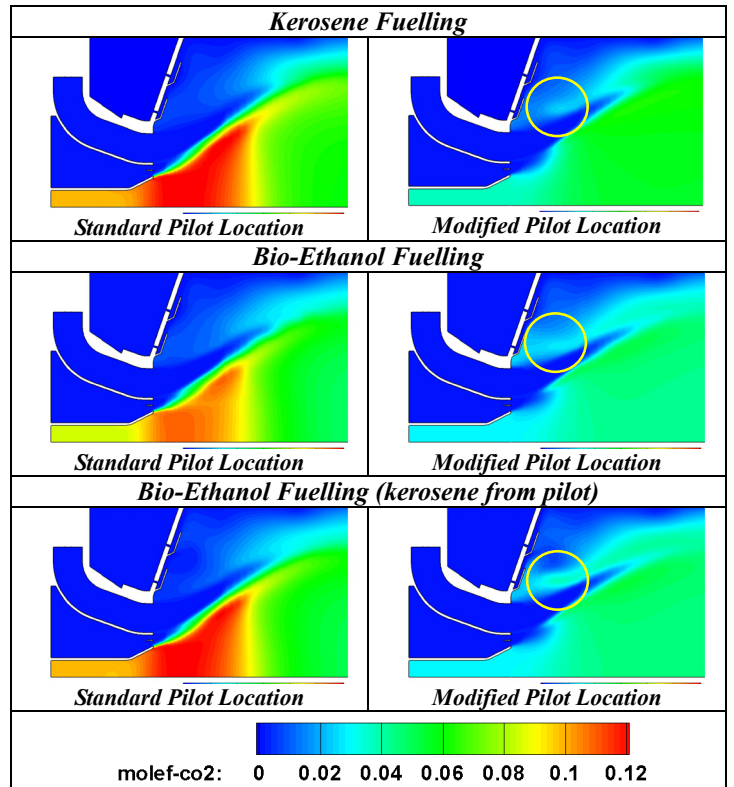 Kerosene Fuelling
Standard Pilot Location
Modified Pilot Location
Bio-Ethanol Fuelling
Standard Pilot Location
Modified Pilot Location
Bio-Ethanol Fuelling (kerosene from pilot)
Standard Pilot Location
Modified Pilot Location
molef-co2: 0 0.02 0.04 0.06 0.08 0.1 0.12